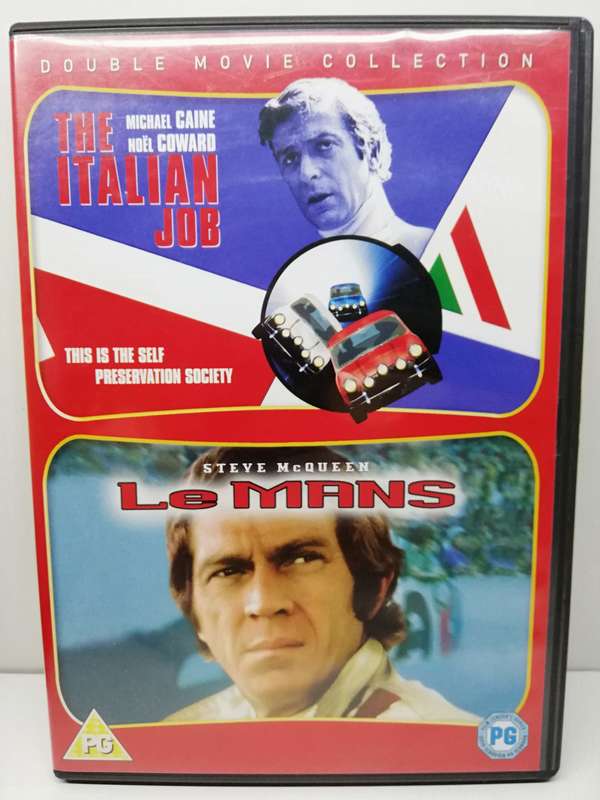 DOUBLE MOVIE COLLECTION
THE
ITALIAN
JOB
MICHAEL CAINE
NOËL COWARD
THIS IS THE SELF
PRESERVATION SOCIETY
STEVE McQUEEN
Le MANS
PG
PG